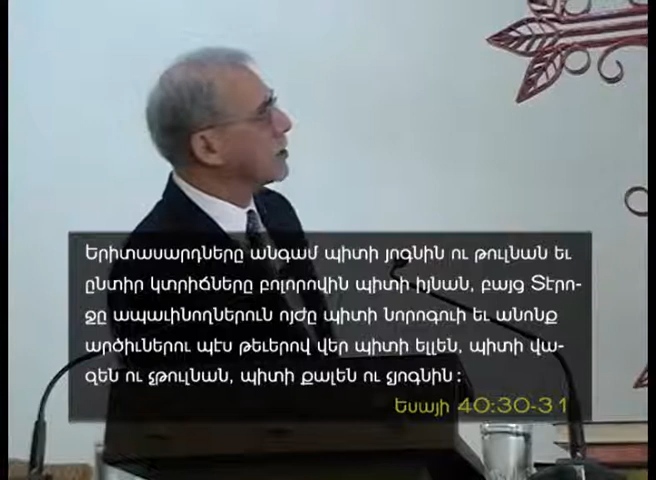 Երիտասարդները անգամ պիտի յոգնին ու թուլնան եւ
ընտիր կտրիճները բոլորովին պիտի իյնան, բայց Տէրո-
ջը ապաւինողներուն ոյժը պիտի նորոգուի եւ անոնք
արծիւներու պէս թեւերով վեր պիտի ելլեն, պիտի վա-
զեն ու չթուլնան, պիտի քալեն ու չյոգնին:
Եսայի 40:30-31